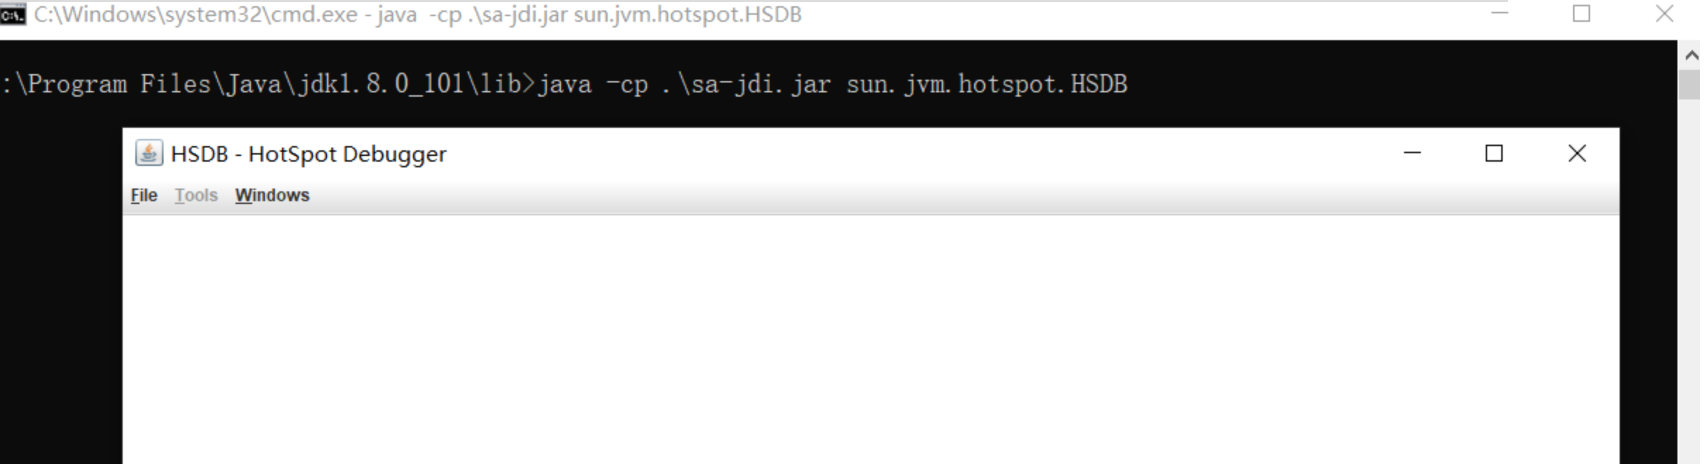 C:\Windows\system32\cmd.exe - java  -cp .\sa-jdi.jar sun.jvm.hotspot.HSDB
:\Program Files\Java\jdk1.8.0_101\lib>java -cp .\sa-jdi.jar sun.jvm.hotspot.HSDB
HSDB - HotSpot Debugger
File Tools Windows